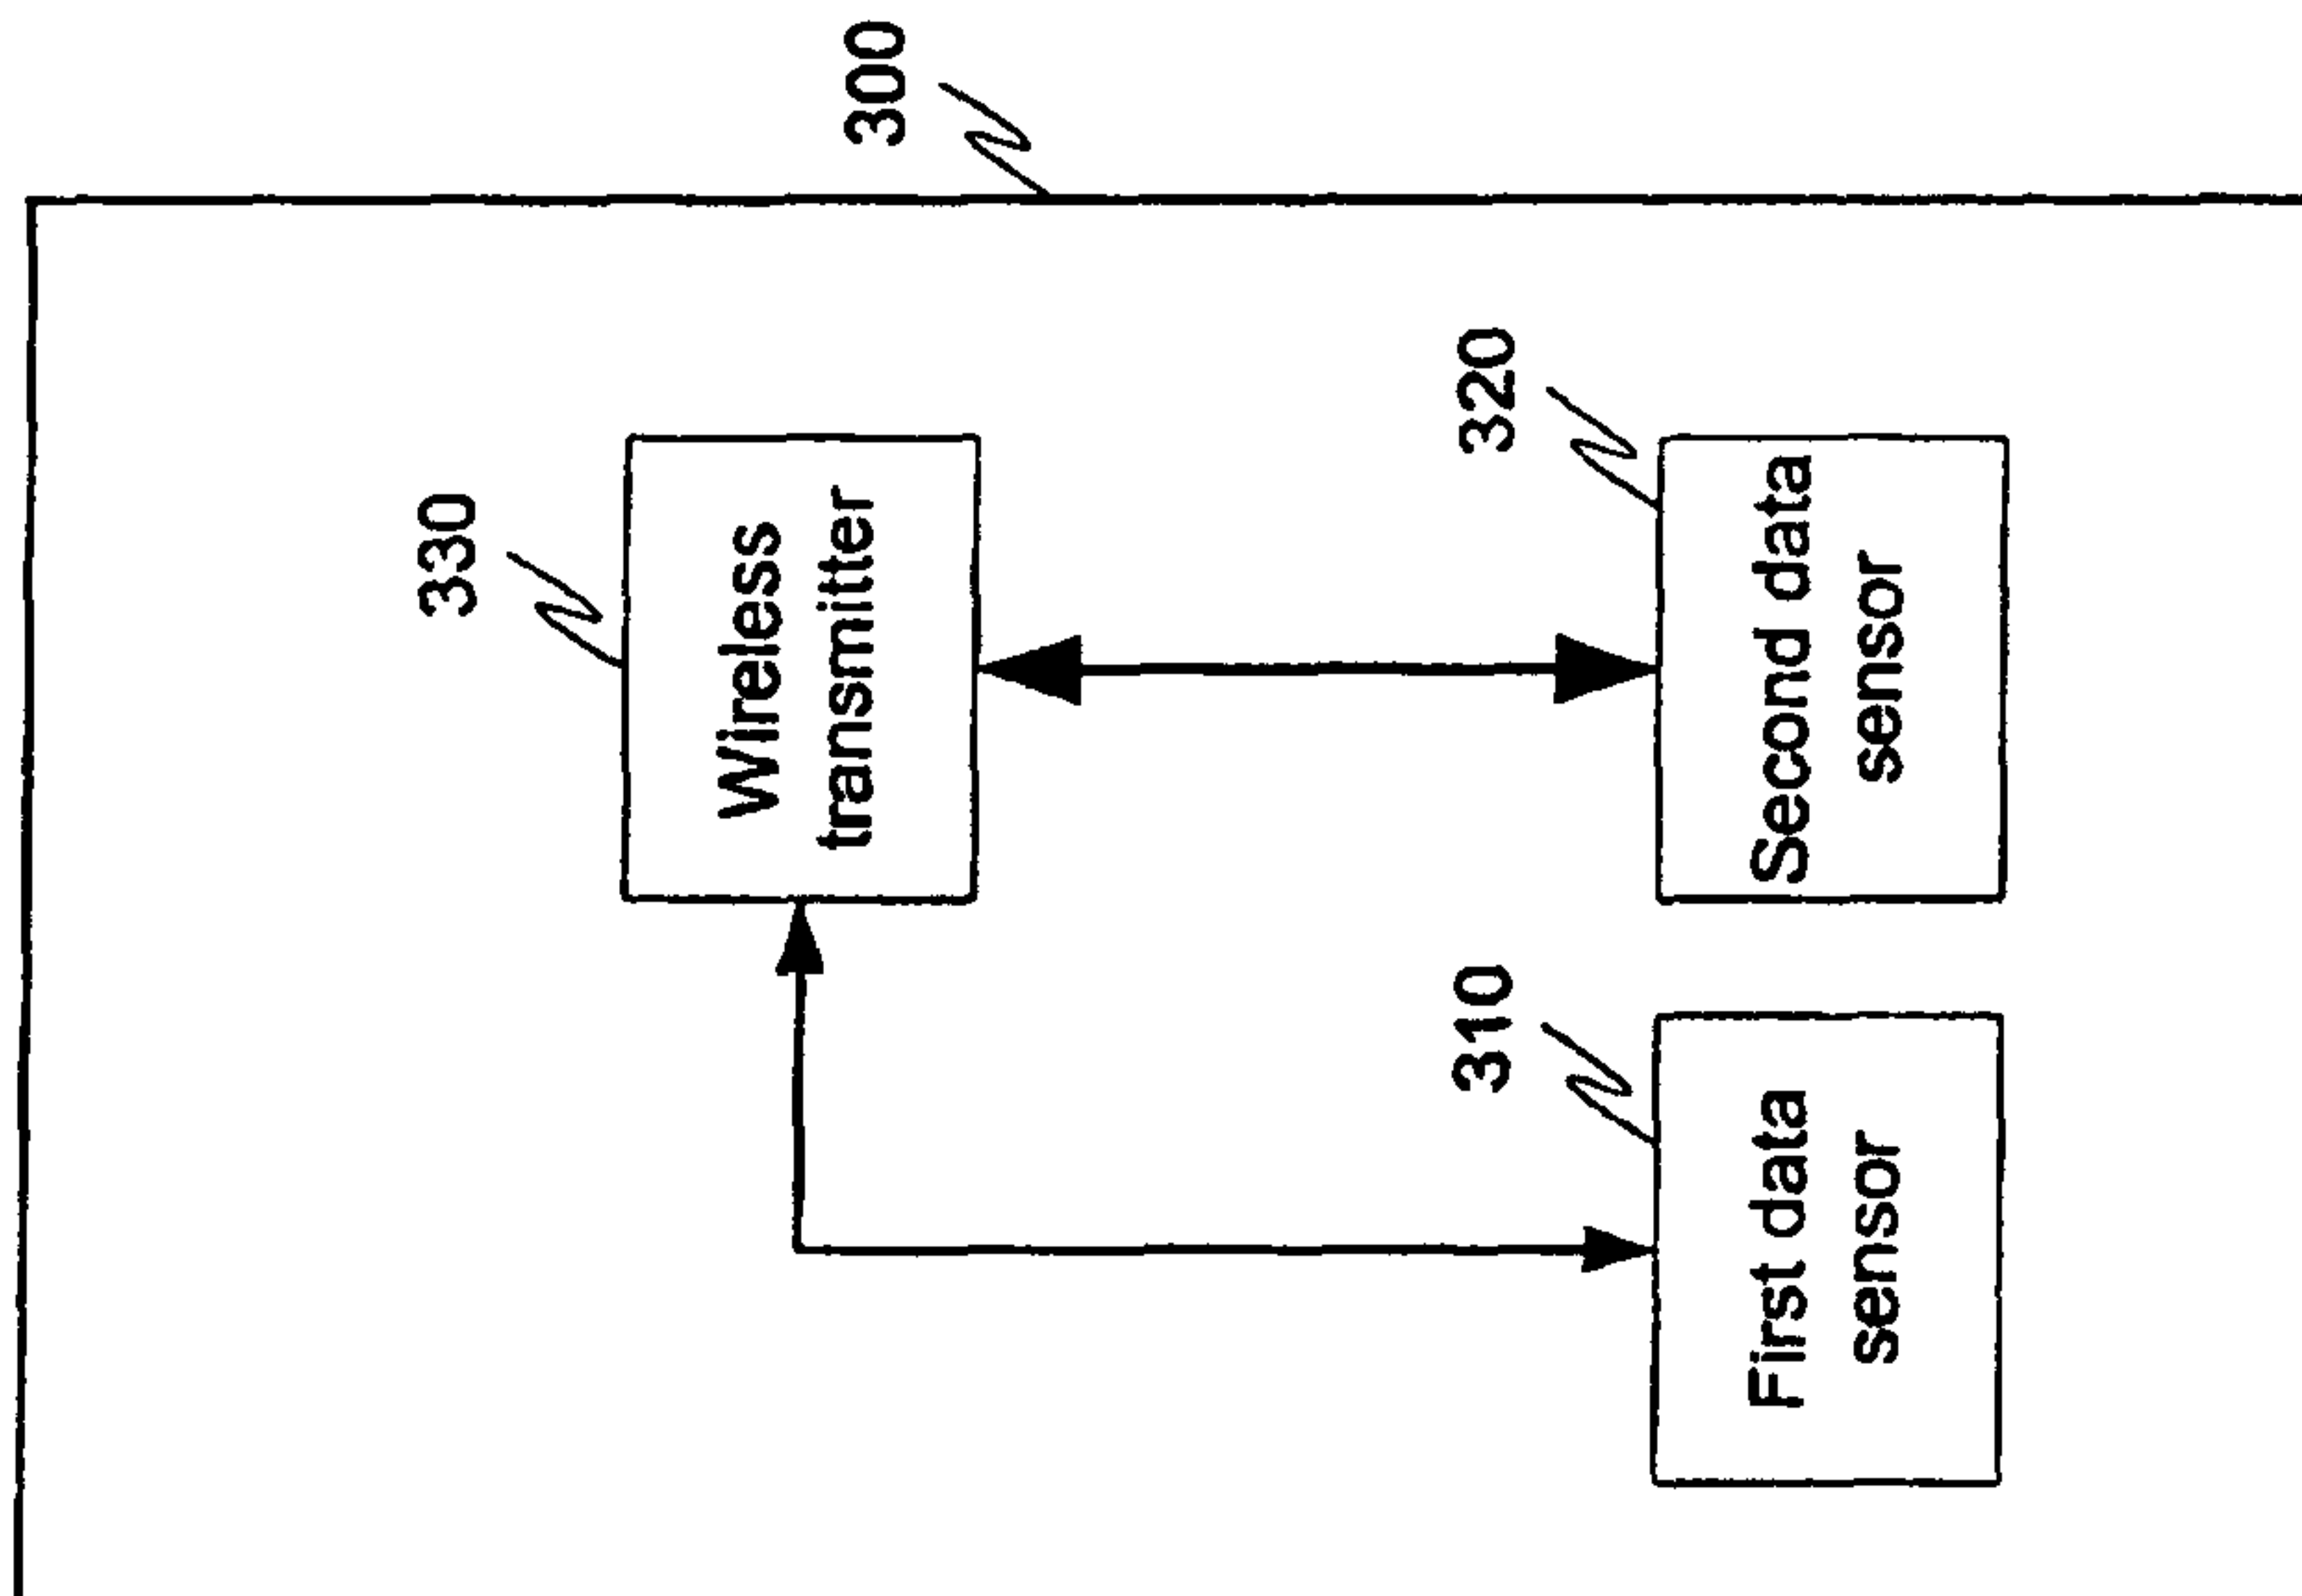 300
330
Wireless
transmitter
320
Second data
sensor
310
First data
sensor